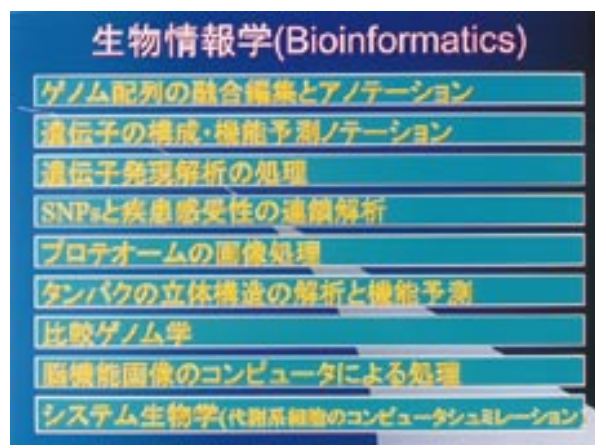 生物情報学(Bioinformatics)
ゲノム配列の融合編集とアノテーション
遺伝子の構成・機能予測ノテーション
遺伝子発現解析の処理
SNPsと疾患感受性の連鎖解析
プロテオームの画像処理
タンパクの立体構造の解析と機能予測
比較ゲノム学
脳機能画像のコンピュータによる処理
システム生物学(代謝系細胞のコンピュータシュミレーション